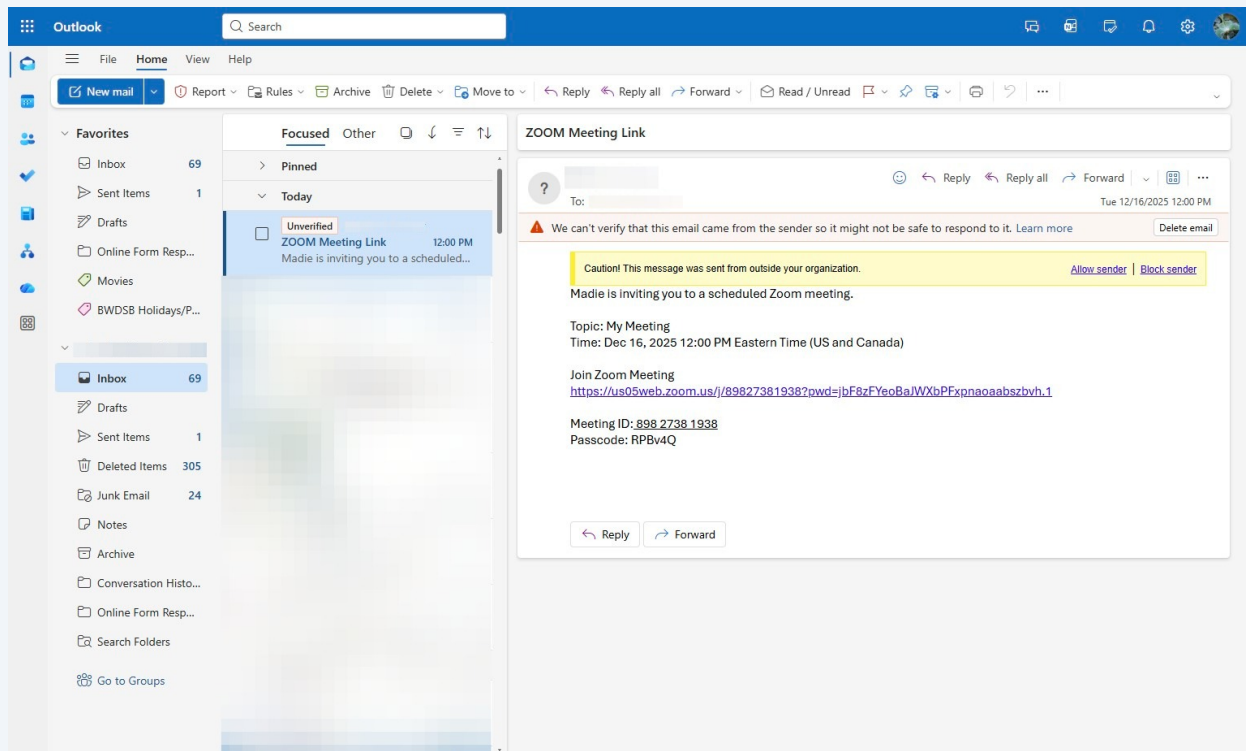 Outlook
Search
File Home View Help
New mail Report Rules Archive Delete Move to Reply Reply all Forward Read / Unread
Favorites
Inbox 69
Sent Items 1
Drafts
Online Form Resp...
Movies
BWDSB Holidays/P...
Inbox 69
Drafts
Sent Items 1
Deleted Items 305
Junk Email 24
Notes
Archive
Conversation Histo...
Online Form Resp...
Search Folders
Go to Groups
Focused Other
Pinned
Today
Unverified
ZOOM Meeting Link 12:00 PM
Madie is inviting you to a scheduled...
ZOOM Meeting Link
?
Reply Reply all Forward
To:
Tue 12/16/2025 12:00 PM
We can't verify that this email came from the sender so it might not be safe to respond to it. Learn more Delete email
Caution! This message was sent from outside your organization. Allow sender | Block sender
Madie is inviting you to a scheduled Zoom meeting.
Topic: My Meeting
Time: Dec 16, 2025 12:00 PM Eastern Time (US and Canada)
Join Zoom Meeting
https://us05web.zoom.us/j/89827381938?pwd=jbF8zFYeoBaJWXbPFxpnaoaabszbvh.1
Meeting ID: 898 2738 1938
Passcode: RPBv4Q
Reply Forward